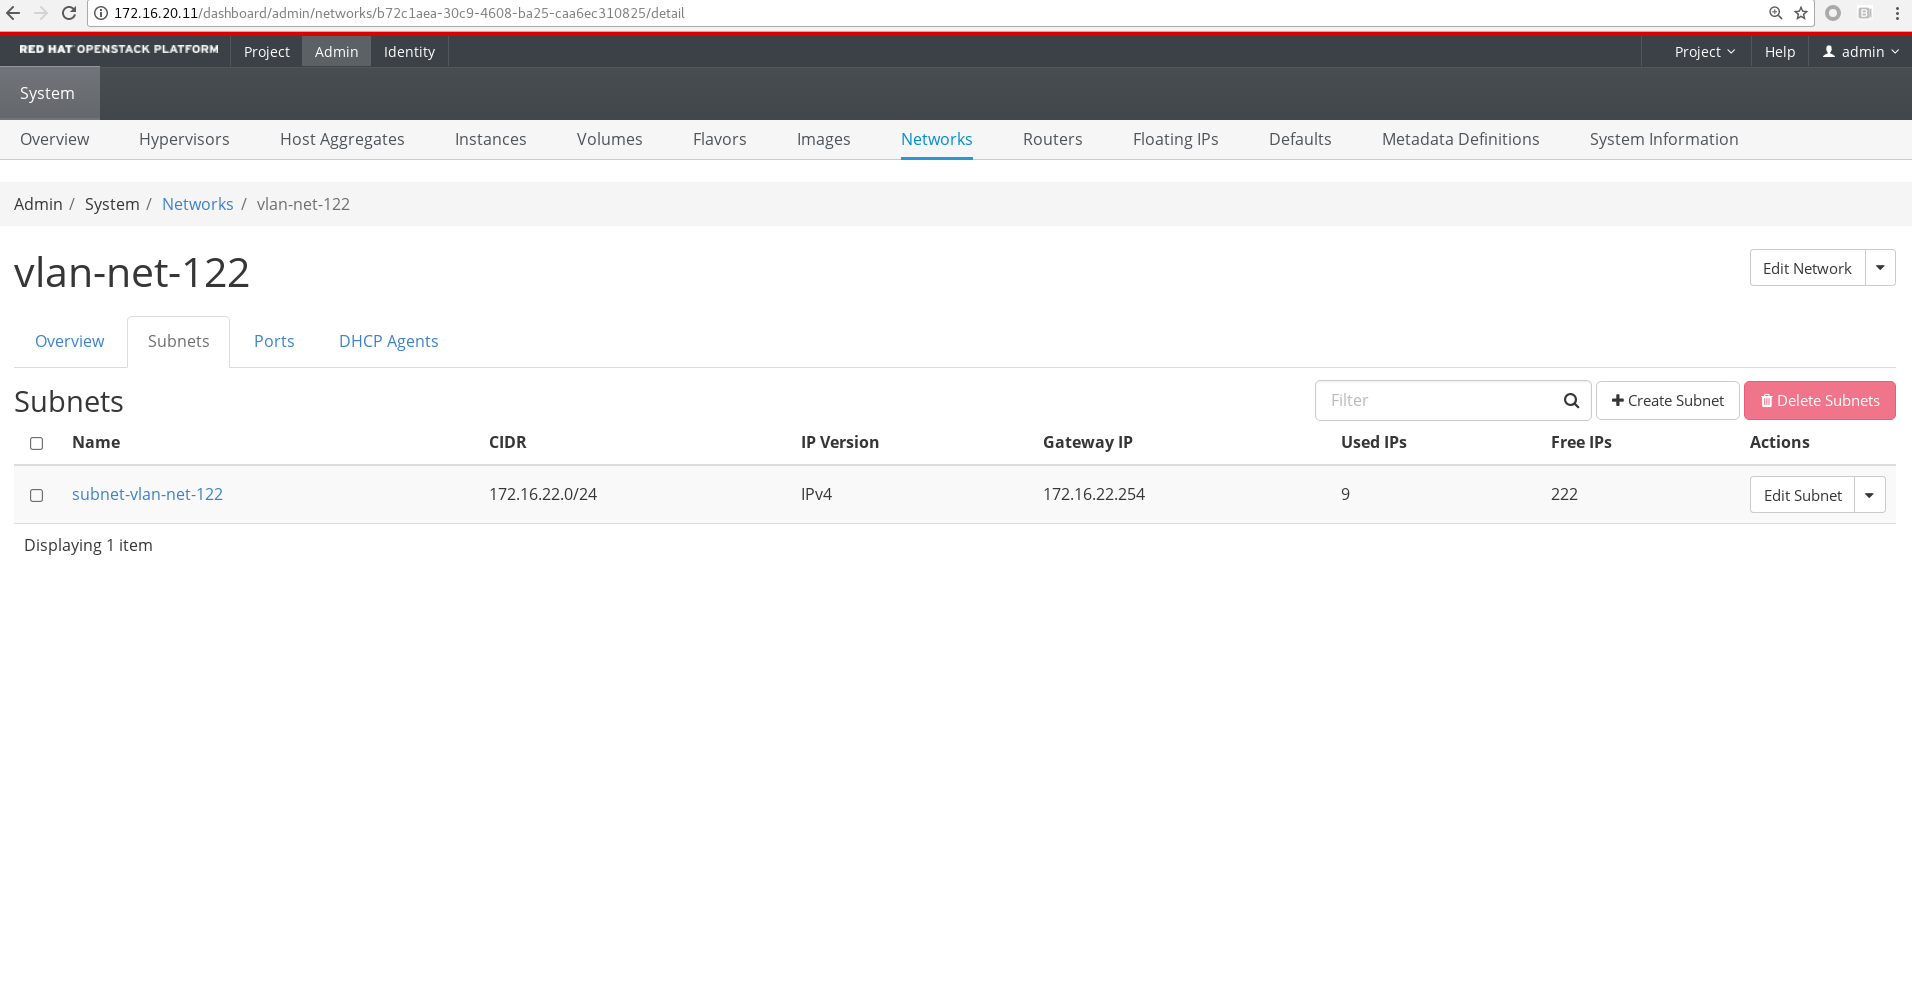 172.16.20.11/dashboard/admin/networks/b72c1aea-30c9-4608-ba25-caa6ec310825/detail
RED HAT OPENSTACK PLATFORM Project Admin Identity Project Help admin
System
Overview Hypervisors Host Aggregates Instances Volumes Flavors Images Networks Routers Floating IPs Defaults Metadata Definitions System Information
Admin / System / Networks / vlan-net-122
vlan-net-122
Edit Network
Overview Subnets Ports DHCP Agents
Subnets
Filter
Create Subnet
Delete Subnets
Name CIDR IP Version Gateway IP Used IPs Free IPs Actions
subnet-vlan-net-122 172.16.22.0/24 IPv4 172.16.22.254 9 222 Edit Subnet
Displaying 1 item